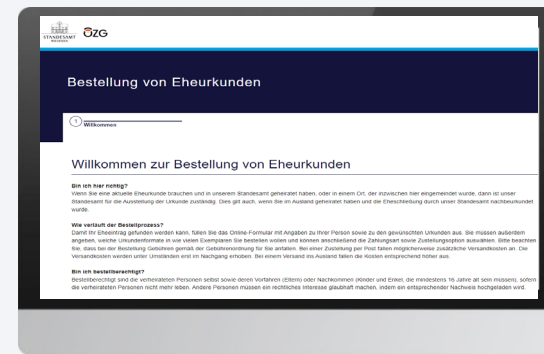 STANDESAMT
ÖZG
Bestellung von Eheurkunden
1 Willkommen
Willkommen zur Bestellung von Eheurkunden
Bin ich hier richtig?
Wenn Sie eine aktuelle Eheurkunde brauchen und in unserem Standesamt geheiratet haben, oder in einem Ort, der inzwischen hier eingemeindet wurde, dann ist unser
Standesamt für die Ausstellung der Urkunde zuständig. Dies gilt auch, wenn Sie im Ausland geheiratet haben und die Eheschließung durch unser Standesamt nachbeurkundet
wurde.
Wie verläuft der Bestellprozess?
Damit Ihr Eheeintrag gefunden werden kann, füllen Sie das Online-Formular mit Angaben zu Ihrer Person sowie zu den gewünschten Urkunden aus. Sie müssen außerdem
angeben, welche Urkundenformate in wie vielen Exemplaren Sie bestellen wollen und können anschließend die Zahlungsart sowie Zustellungsoption auswählen. Bitte beachten
Sie, dass bei der Bestellung Gebühren gemäß der Gebührenordnung für Sie anfallen. Bei einer Zustellung per Post fallen möglicherweise zusätzliche Versandkosten an. Die
Versandkosten werden unter Umständen erst im Nachgang erhoben. Bei einem Versand ins Ausland fallen die Kosten entsprechend höher aus.
Bin ich bestellberechtigt?
Bestellberechtigt sind die verheirateten Personen selbst sowie deren Vorfahren (Eltern) oder Nachkommen (Kinder und Enkel, die mindestens 16 Jahre alt sein müssen), sofern
die verheirateten Personen nicht mehr leben. Andere Personen müssen ein rechtliches Interesse glaubhaft machen, indem ein entsprechender Nachweis hochgeladen wird.